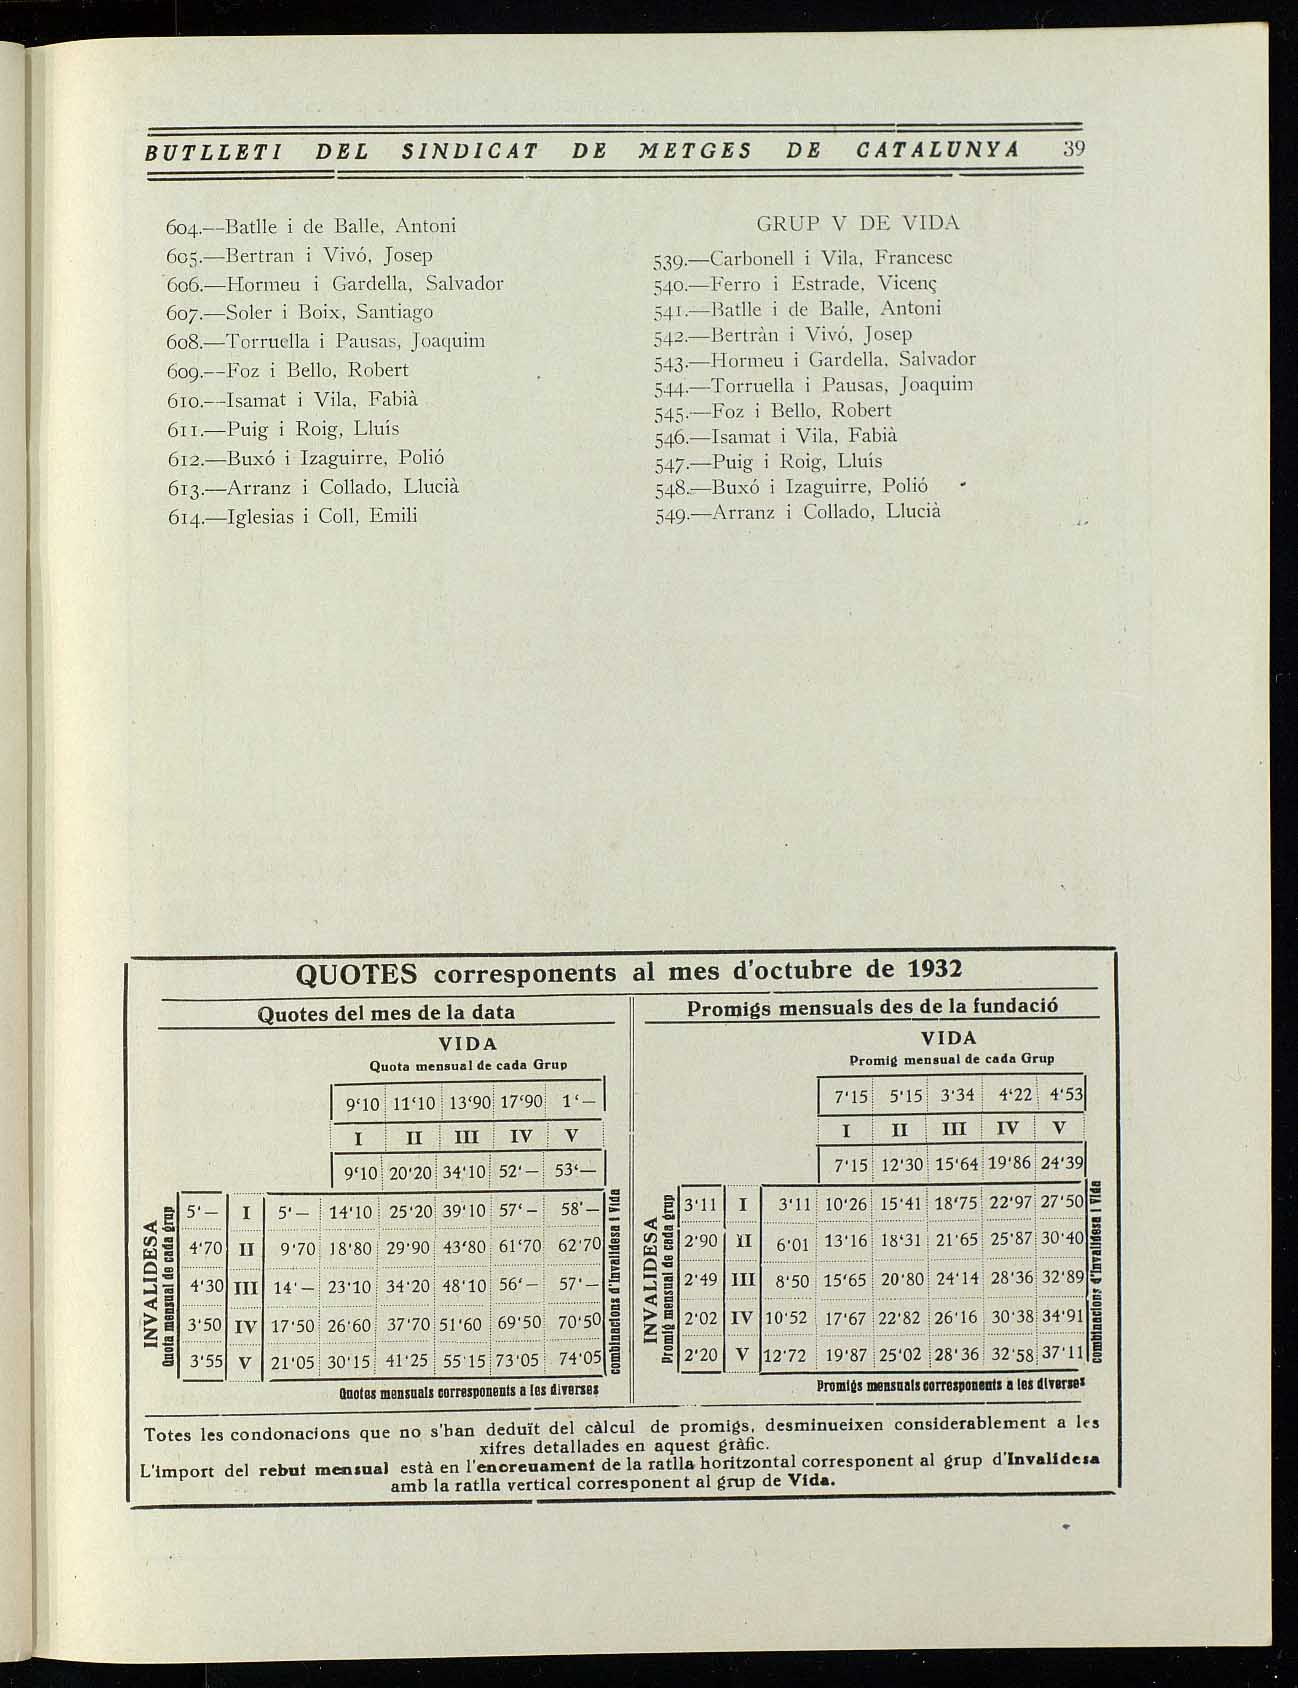 BUTLLETI DEL SINDICAT DE METGES DE CATALUNYA 39
604.—Batlle i de Balle, Antoni
605.—Bertran i Vivó, Josep
606.—Hormeu i Gardella, Salvador
607.—Soler i Boix, Santiago
608.—Torruella i Pausas, Joaquim
609.—Foz i Bello, Robert
610.—Isamat i Vila, Fabià
611.—Puig i Roig, Lluís
612.—Buxó i Izaguirre, Polió
613.—Arranz i Collado, Llucià
614.—Iglesias i Coll, Emili
GRUP V DE VIDA
539.—Carbonell i Vila, Francesc
540.—Ferro i Estrade, Vicenç
541.—Batlle i de Balle, Antoni
542.—Bertràn i Vivó, Josep
543.—Hormeu i Gardella, Salvador
544.—Torruella i Pausas, Joaquim
545.—Foz i Bello, Robert
546.—Isamat i Vila, Fabià
547.—Puig i Roig, Lluís
548.—Buxó i Izaguirre, Polió
549.—Arranz i Collado, Llucià
QUOTES corresponents al mes d'octubre de 1932
Quotes del mes de la data
VIDA
Quota mensual de cada Grup
9'10 11'10 13'90 17'90 1'—
I II III IV V
9'10 20'20 34'10 52'— 53'—
INVALIDESA
Quota mensual de cada grup
5'— I 5'— 14'10 25'20 39'10 57'— 58'—
4'70 II 9'70 18'80 29'90 43'80 61'70 62'70
4'30 III 14'— 23'10 34'20 48'10 56'— 57'—
3'50 IV 17'50 26'60 37'70 51'60 69'50 70'50
3'55 V 21'05 30'15 41'25 55'15 73'05 74'05
combinacions d'Invalidesa i Vida
Quotes mensuals corresponents a les diverses
Promigs mensuals des de la fundació
VIDA
Promig mensual de cada Grup
7'15 5'15 3'34 4'22 4'53
I II III IV V
7'15 12'30 15'64 19'86 24'39
INVALIDESA
Promig mensual de cada grup
3'11 I 3'11 10'26 15'41 18'75 22'97 27'50
2'90 II 6'01 13'16 18'31 21'65 25'87 30'40
2'49 III 8'50 15'65 20'80 24'14 28'36 32'89
2'02 IV 10'52 17'67 22'82 26'16 30'38 34'91
2'20 V 12'72 19'87 25'02 28'36 32'58 37'11
combinacions d'Invalidesa i Vida
Promigs mensuals corresponents a les diverses
Totes les condonacions que no s'han deduït del càlcul de promigs, desminueixen considerablement a les
xifres detallades en aquest gràfic.
L'import del rebut mensual està en l'encreuament de la ratlla horitzontal corresponent al grup d'Invalidesa
amb la ratlla vertical corresponent al grup de Vida.